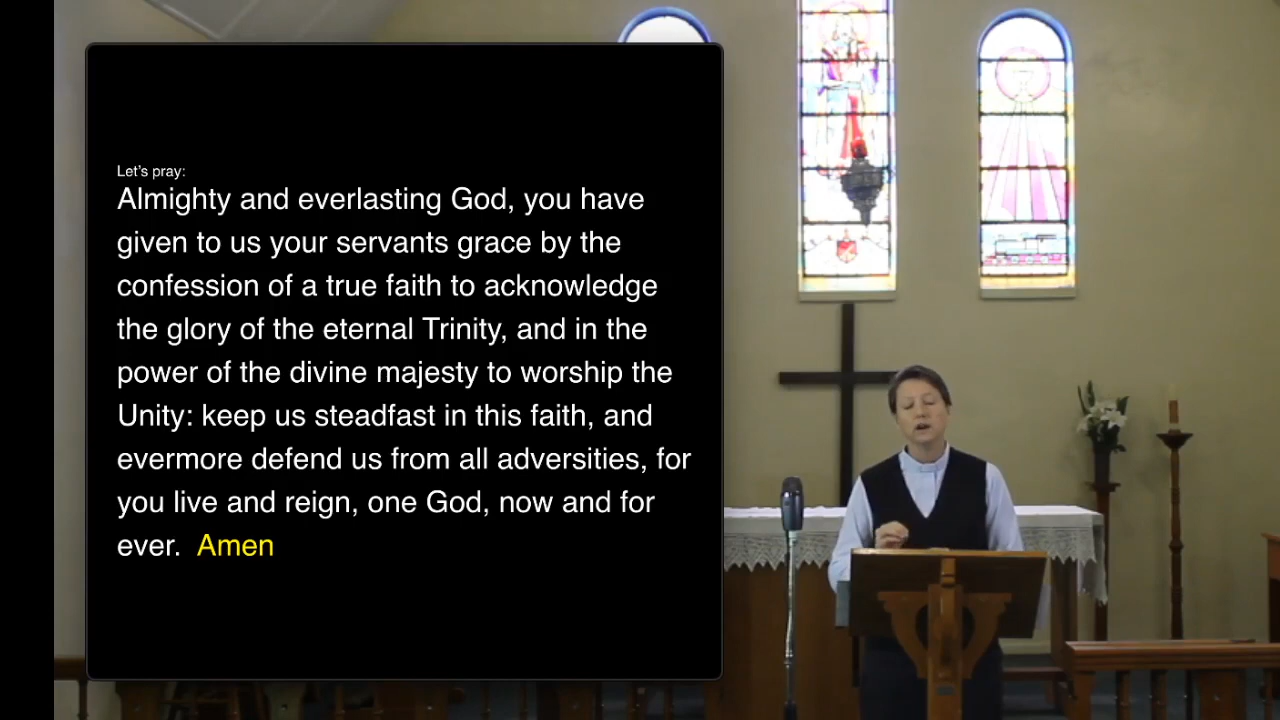 Let's pray:
Almighty and everlasting God, you have
given to us your servants grace by the
confession of a true faith to acknowledge
the glory of the eternal Trinity, and in the
power of the divine majesty to worship the
Unity: keep us steadfast in this faith, and
evermore defend us from all adversities, for
you live and reign, one God, now and for
ever.  Amen